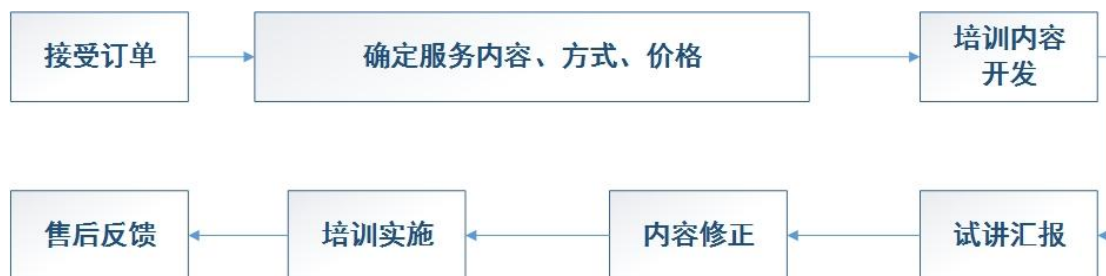 接受订单
确定服务内容、方式、价格
培训内容
开发
试讲汇报
内容修正
培训实施
售后反馈